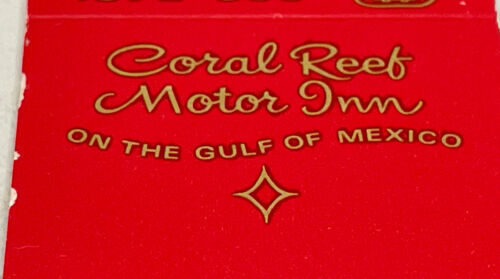 Coral Reef
Motor Inn
ON THE GULF OF MEXICO